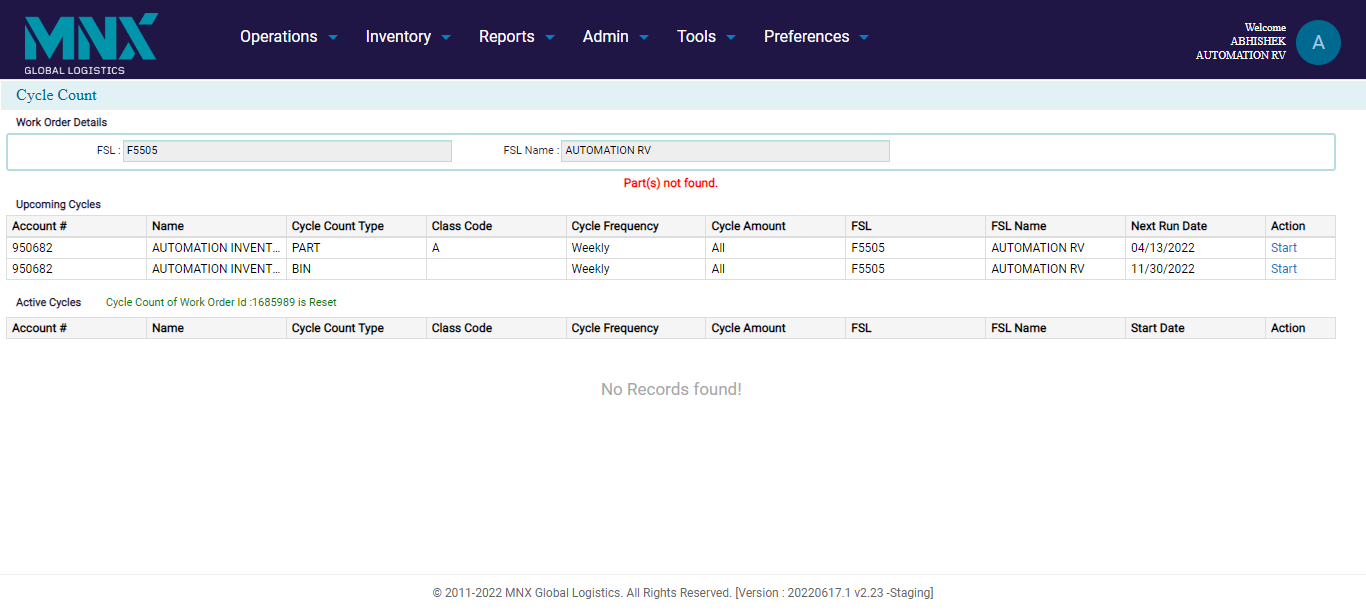 MNX
GLOBAL LOGISTICS
Operations Inventory Reports Admin Tools Preferences
Welcome
ABHISHEK
AUTOMATION RV
A
Cycle Count
Work Order Details
FSL : F5505 FSL Name : AUTOMATION RV
Part(s) not found.
Upcoming Cycles
Account # Name Cycle Count Type Class Code Cycle Frequency Cycle Amount FSL FSL Name Next Run Date Action
950682 AUTOMATION INVENT... PART A Weekly All F5505 AUTOMATION RV 04/13/2022 Start
950682 AUTOMATION INVENT... BIN Weekly All F5505 AUTOMATION RV 11/30/2022 Start
Active Cycles Cycle Count of Work Order Id :1685989 is Reset
Account # Name Cycle Count Type Class Code Cycle Frequency Cycle Amount FSL FSL Name Start Date Action
No Records found!
© 2011-2022 MNX Global Logistics. All Rights Reserved. [Version : 20220617.1 v2.23 -Staging]